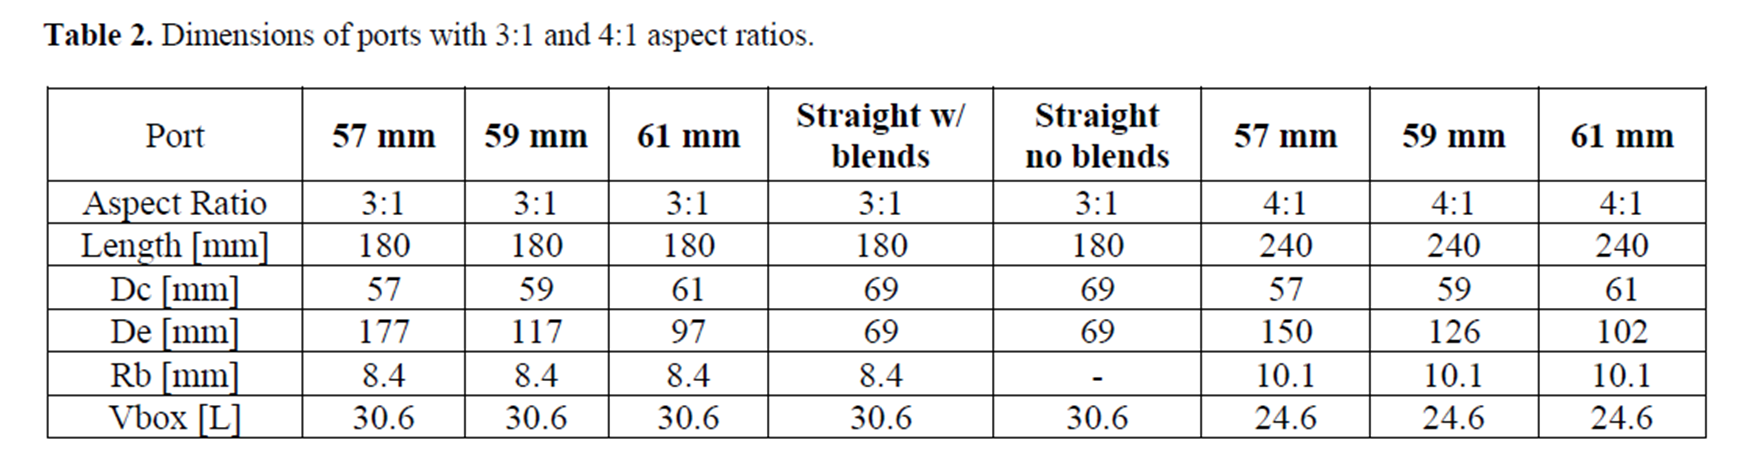 Table 2. Dimensions of ports with 3:1 and 4:1 aspect ratios.
Port 57 mm 59 mm 61 mm Straight w/ blends Straight no blends 57 mm 59 mm 61 mm
Aspect Ratio 3:1 3:1 3:1 3:1 3:1 4:1 4:1 4:1
Length [mm] 180 180 180 180 180 240 240 240
Dc [mm] 57 59 61 69 69 57 59 61
De [mm] 177 117 97 69 69 150 126 102
Rb [mm] 8.4 8.4 8.4 8.4 - 10.1 10.1 10.1
Vbox [L] 30.6 30.6 30.6 30.6 30.6 24.6 24.6 24.6